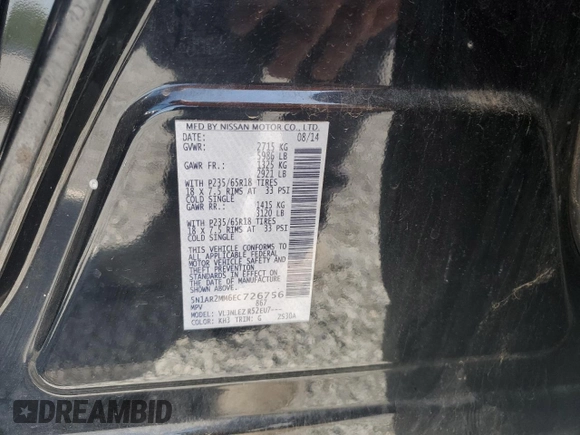 MFD BY NISSAN MOTOR CO., LTD.
DATE: 08/14
GVWR: 2715 KG
5986 LB
GAWR FR.: 1325 KG
2921 LB
WITH P235/65R18 TIRES
18 x 7.5 RIMS AT 33 PSI
COLD SINGLE
GAWR RR.: 1415 KG
3120 LB
WITH P235/65R18 TIRES
18 x 7.5 RIMS AT 33 PSI
COLD SINGLE
THIS VEHICLE CONFORMS TO
ALL APPLICABLE FEDERAL
MOTOR VEHICLE SAFETY AND
THEFT PREVENTION
STANDARDS IN EFFECT ON
THE DATE OF MANUFACTURE
SHOWN ABOVE.
5N1AR2MM6EC726756
MPV 867
MODEL:
COLOR: KH3 TRIM: G 2530A
DREAMBID